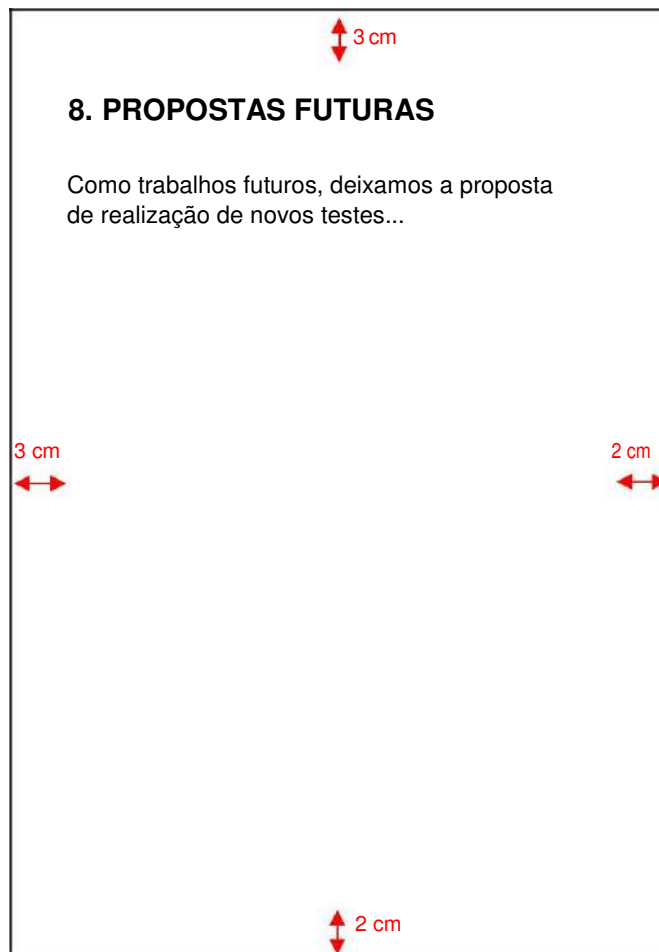 3 cm
8. PROPOSTAS FUTURAS
Como trabalhos futuros, deixamos a proposta
de realização de novos testes...
3 cm
2 cm
2 cm